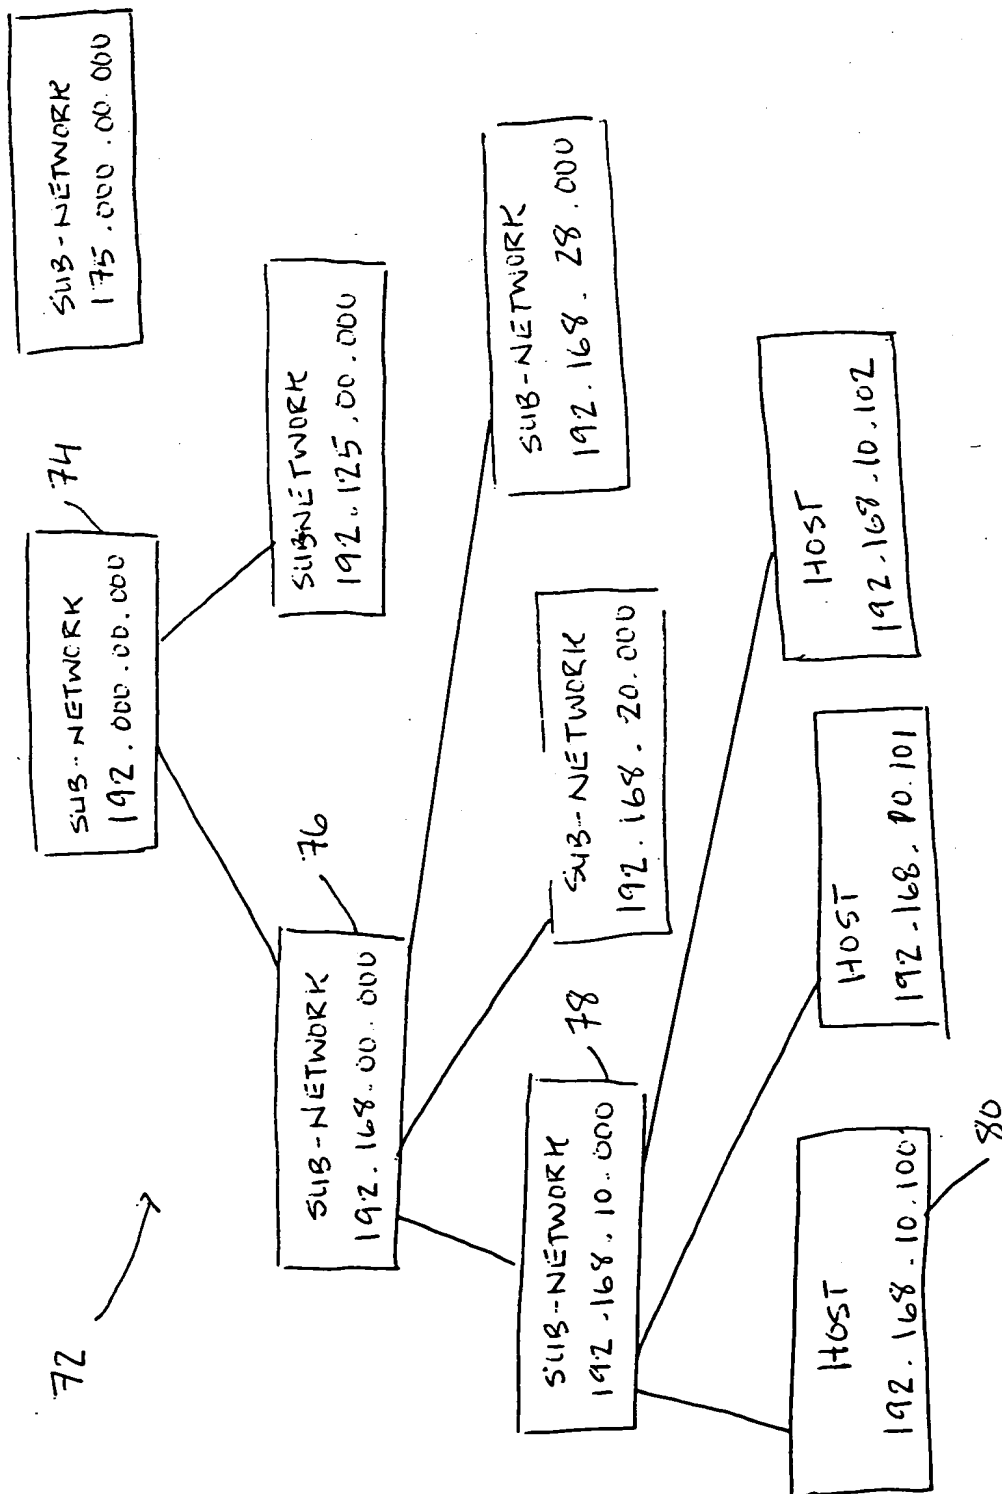 72
SUB-NETWORK
192.000.00.000
74
SUB-NETWORK
175.000.00.000
SUB-NETWORK
192.168.00.000
76
SUBNETWORK
192.125.00.000
SUB-NETWORK
192.168.10.000
78
SUB-NETWORK
192.168.20.000
SUB-NETWORK
192.168.28.000
HOST
192.168.10.100
80
HOST
192.168.10.101
HOST
192.168.10.102